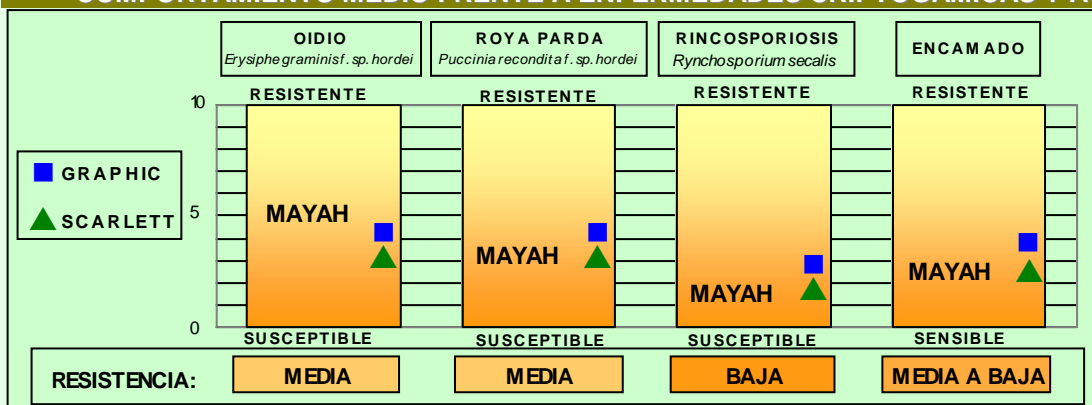 OIDIO
Erysiphe graminis f. sp. hordei
ROYA PARDA
Puccinia recondita f. sp. hordei
RINCOSPORIOSIS
Rynchosporium secalis
ENCAMADO
RESISTENTE RESISTENTE RESISTENTE RESISTENTE
10
GRAPHIC
SCARLETT
5
MAYAH
MAYAH
MAYAH
MAYAH
0
SUSCEPTIBLE SUSCEPTIBLE SUSCEPTIBLE SENSIBLE
RESISTENCIA: MEDIA MEDIA BAJA MEDIA A BAJA